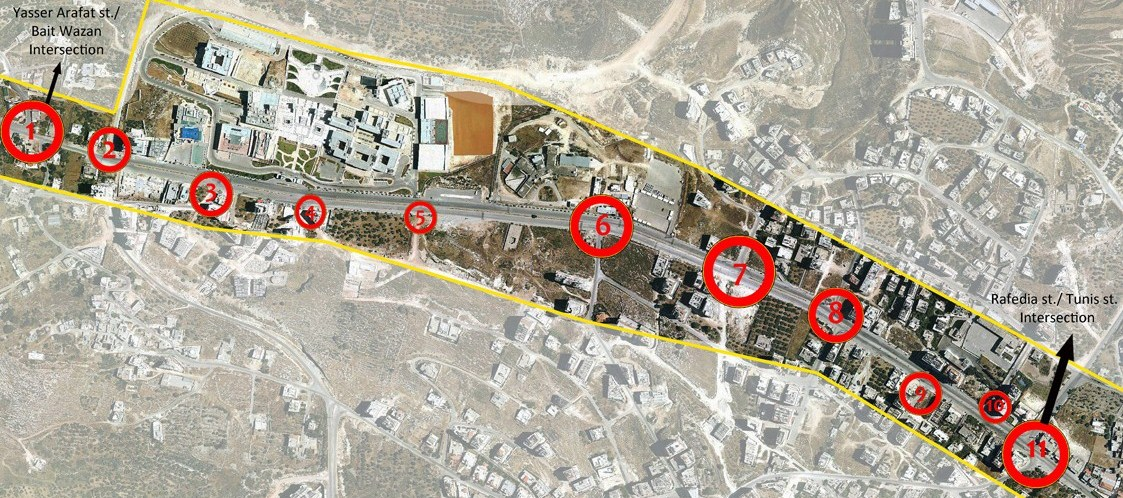 Yasser Arafat st./
Bait Wazan
Intersection
1
2
3
4
5
6
7
8
Rafedia st./ Tunis st.
Intersection
9
10
11